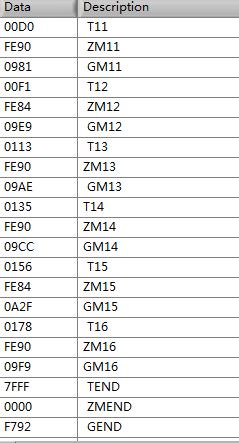 Data Description
00D0 T11
FE90 ZM11
0981 GM11
00F1 T12
FE84 ZM12
09E9 GM12
0113 T13
FE90 ZM13
09AE GM13
0135 T14
FE90 ZM14
09CC GM14
0156 T15
FE84 ZM15
0A2F GM15
0178 T16
FE90 ZM16
09F9 GM16
7FFF TEND
0000 ZMEND
F792 GEND